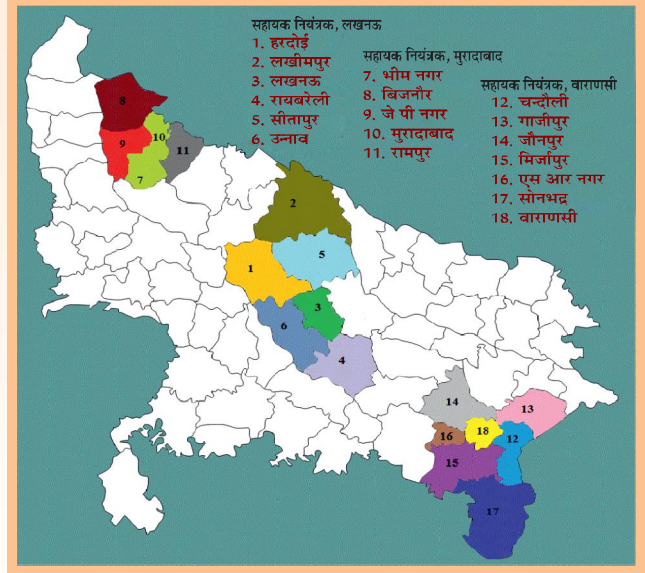 सहायक नियंत्रक, लखनऊ
1. हरदोई
2. लखीमपुर
3. लखनऊ
4. रायबरेली
5. सीतापुर
6. उन्नाव
सहायक नियंत्रक, मुरादाबाद
7. भीम नगर
8. बिजनौर
9. जे पी नगर
10. मुरादाबाद
11. रामपुर
सहायक नियंत्रक, वाराणसी
12. चन्दौली
13. गाजीपुर
14. जौनपुर
15. मिर्जापुर
16. एस आर नगर
17. सोनभद्र
18. वाराणसी
8
10
9
11
7
2
5
1
3
6
4
14
13
18
16
12
15
17